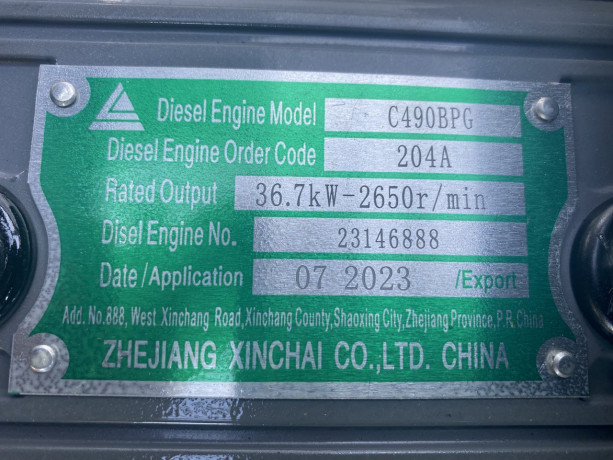 Diesel Engine Model C490BPG
Diesel Engine Order Code 204A
Rated Output 36.7kW-2650r/min
Disel Engine No. 23146888
Date/Application 07 2023 /Export
Add. No.888, West Xinchang Road,Xinchang County,Shaoxing City,Zhejiang Province,P.R.China
ZHEJIANG XINCHAI CO.,LTD. CHINA